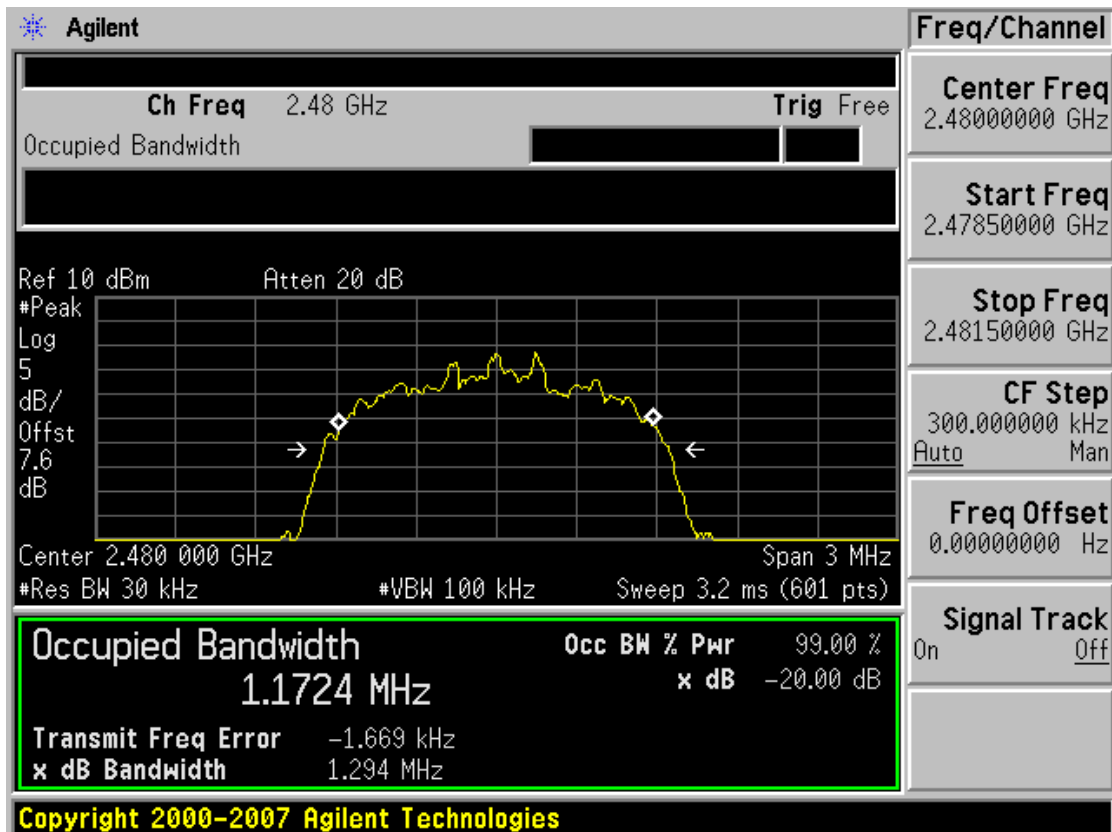 Agilent
Freq/Channel
Ch Freq 2.48 GHz Trig Free
Occupied Bandwidth
Center Freq
2.48000000 GHz
Start Freq
2.47850000 GHz
Stop Freq
2.48150000 GHz
CF Step
300.000000 kHz
Auto Man
Freq Offset
0.00000000 Hz
Signal Track
On Off
Ref 10 dBm Atten 20 dB
#Peak
Log
5
dB/
Offst
7.6
dB
Center 2.480 000 GHz Span 3 MHz
#Res BW 30 kHz #VBW 100 kHz Sweep 3.2 ms (601 pts)
Occupied Bandwidth Occ BW % Pwr 99.00 %
1.1724 MHz x dB -20.00 dB
Transmit Freq Error -1.669 kHz
x dB Bandwidth 1.294 MHz
Copyright 2000-2007 Agilent Technologies